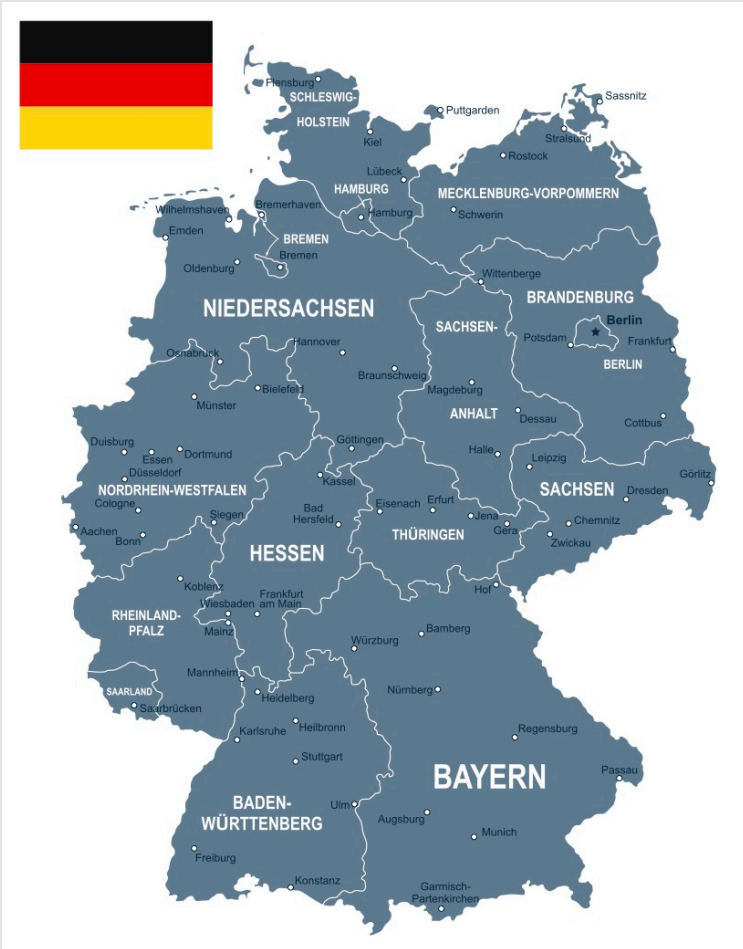 Flensburg
SCHLESWIG-
HOLSTEIN
Kiel
Puttgarden
Sassnitz
Stralsund
Rostock
Lübeck
HAMBURG
Hamburg
MECKLENBURG-VORPOMMERN
Schwerin
Wilhelmshaven
Bremerhaven
Emden
BREMEN
Bremen
Oldenburg
Wittenberge
NIEDERSACHSEN
BRANDENBURG
SACHSEN-
Berlin
Potsdam
Frankfurt
BERLIN
Hannover
Osnabruck
Braunschweig
Bielefeld
Magdeburg
Münster
ANHALT
Dessau
Cottbus
Duisburg
Essen
Dortmund
Düsseldorf
Göttingen
Halle
Leipzig
NORDRHEIN-WESTFALEN
Kassel
SACHSEN
Görlitz
Dresden
Cologne
Siegen
Bad
Hersfeld
Eisenach
Erfurt
Jena
Gera
Chemnitz
Zwickau
Aachen
Bonn
HESSEN
THÜRINGEN
Koblenz
Hof
Wiesbaden
Frankfurt
am Main
RHEINLAND-
PFALZ
Mainz
Bamberg
Würzburg
Mannheim
SAARLAND
Saarbrücken
Heidelberg
Nürnberg
Karlsruhe
Heilbronn
Regensburg
Stuttgart
BAYERN
Passau
BADEN-
WÜRTTENBERG
Ulm
Augsburg
Munich
Freiburg
Konstanz
Garmisch-
Partenkirchen